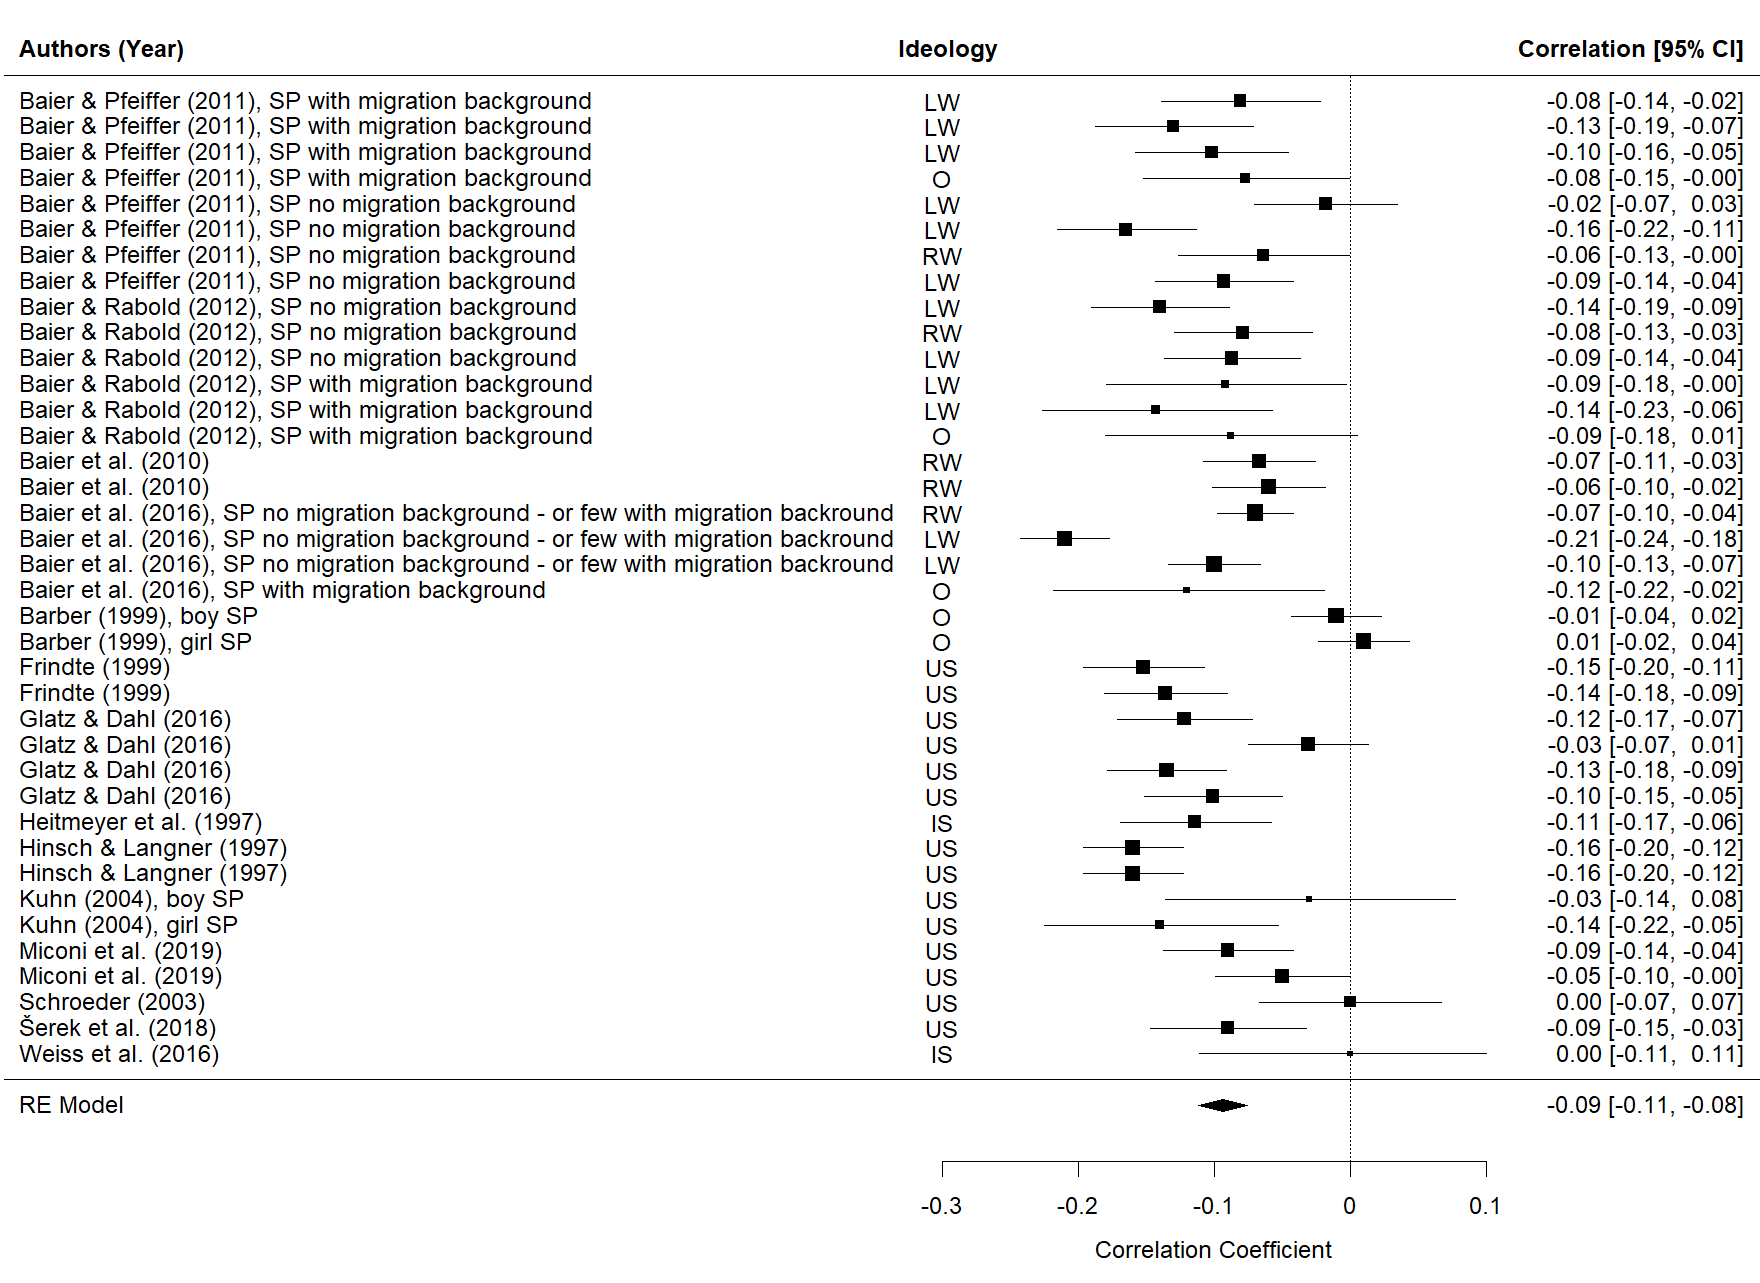 Authors (Year) Ideology Correlation [95% CI]
Baier & Pfeiffer (2011), SP with migration background LW -0.08 [-0.14, -0.02]
Baier & Pfeiffer (2011), SP with migration background LW -0.13 [-0.19, -0.07]
Baier & Pfeiffer (2011), SP with migration background LW -0.10 [-0.16, -0.05]
Baier & Pfeiffer (2011), SP with migration background O -0.08 [-0.15, -0.00]
Baier & Pfeiffer (2011), SP no migration background LW -0.02 [-0.07, 0.03]
Baier & Pfeiffer (2011), SP no migration background LW -0.16 [-0.22, -0.11]
Baier & Pfeiffer (2011), SP no migration background RW -0.06 [-0.13, -0.00]
Baier & Pfeiffer (2011), SP no migration background LW -0.09 [-0.14, -0.04]
Baier & Rabold (2012), SP no migration background LW -0.14 [-0.19, -0.09]
Baier & Rabold (2012), SP no migration background RW -0.08 [-0.13, -0.03]
Baier & Rabold (2012), SP no migration background LW -0.09 [-0.14, -0.04]
Baier & Rabold (2012), SP with migration background LW -0.09 [-0.18, -0.00]
Baier & Rabold (2012), SP with migration background LW -0.14 [-0.23, -0.06]
Baier & Rabold (2012), SP with migration background O -0.09 [-0.18, 0.01]
Baier et al. (2010) RW -0.07 [-0.11, -0.03]
Baier et al. (2010) RW -0.06 [-0.10, -0.02]
Baier et al. (2016), SP no migration background - or few with migration backround RW -0.07 [-0.10, -0.04]
Baier et al. (2016), SP no migration background - or few with migration backround LW -0.21 [-0.24, -0.18]
Baier et al. (2016), SP no migration background - or few with migration backround LW -0.10 [-0.13, -0.07]
Baier et al. (2016), SP with migration background O -0.12 [-0.22, -0.02]
Barber (1999), boy SP O -0.01 [-0.04, 0.02]
Barber (1999), girl SP O 0.01 [-0.02, 0.04]
Frindte (1999) US -0.15 [-0.20, -0.11]
Frindte (1999) US -0.14 [-0.18, -0.09]
Glatz & Dahl (2016) US -0.12 [-0.17, -0.07]
Glatz & Dahl (2016) US -0.03 [-0.07, 0.01]
Glatz & Dahl (2016) US -0.13 [-0.18, -0.09]
Glatz & Dahl (2016) US -0.10 [-0.15, -0.05]
Heitmeyer et al. (1997) IS -0.11 [-0.17, -0.06]
Hinsch & Langner (1997) US -0.16 [-0.20, -0.12]
Hinsch & Langner (1997) US -0.16 [-0.20, -0.12]
Kuhn (2004), boy SP US -0.03 [-0.14, 0.08]
Kuhn (2004), girl SP US -0.14 [-0.22, -0.05]
Miconi et al. (2019) US -0.09 [-0.14, -0.04]
Miconi et al. (2019) US -0.05 [-0.10, -0.00]
Schroeder (2003) US 0.00 [-0.07, 0.07]
Šerek et al. (2018) US -0.09 [-0.15, -0.03]
Weiss et al. (2016) IS 0.00 [-0.11, 0.11]
RE Model -0.09 [-0.11, -0.08]
-0.3 -0.2 -0.1 0 0.1
Correlation Coefficient